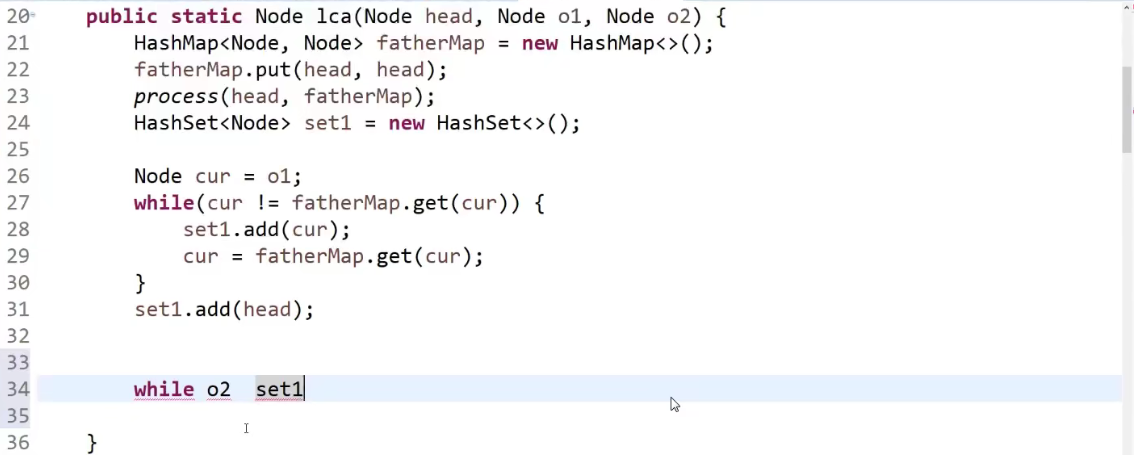 20 public static Node lca(Node head, Node o1, Node o2) {
21 HashMap<Node, Node> fatherMap = new HashMap<>();
22 fatherMap.put(head, head);
23 process(head, fatherMap);
24 HashSet<Node> set1 = new HashSet<>();
25
26 Node cur = o1;
27 while(cur != fatherMap.get(cur)) {
28 set1.add(cur);
29 cur = fatherMap.get(cur);
30 }
31 set1.add(head);
32
33
34 while o2  set1
35
36 }